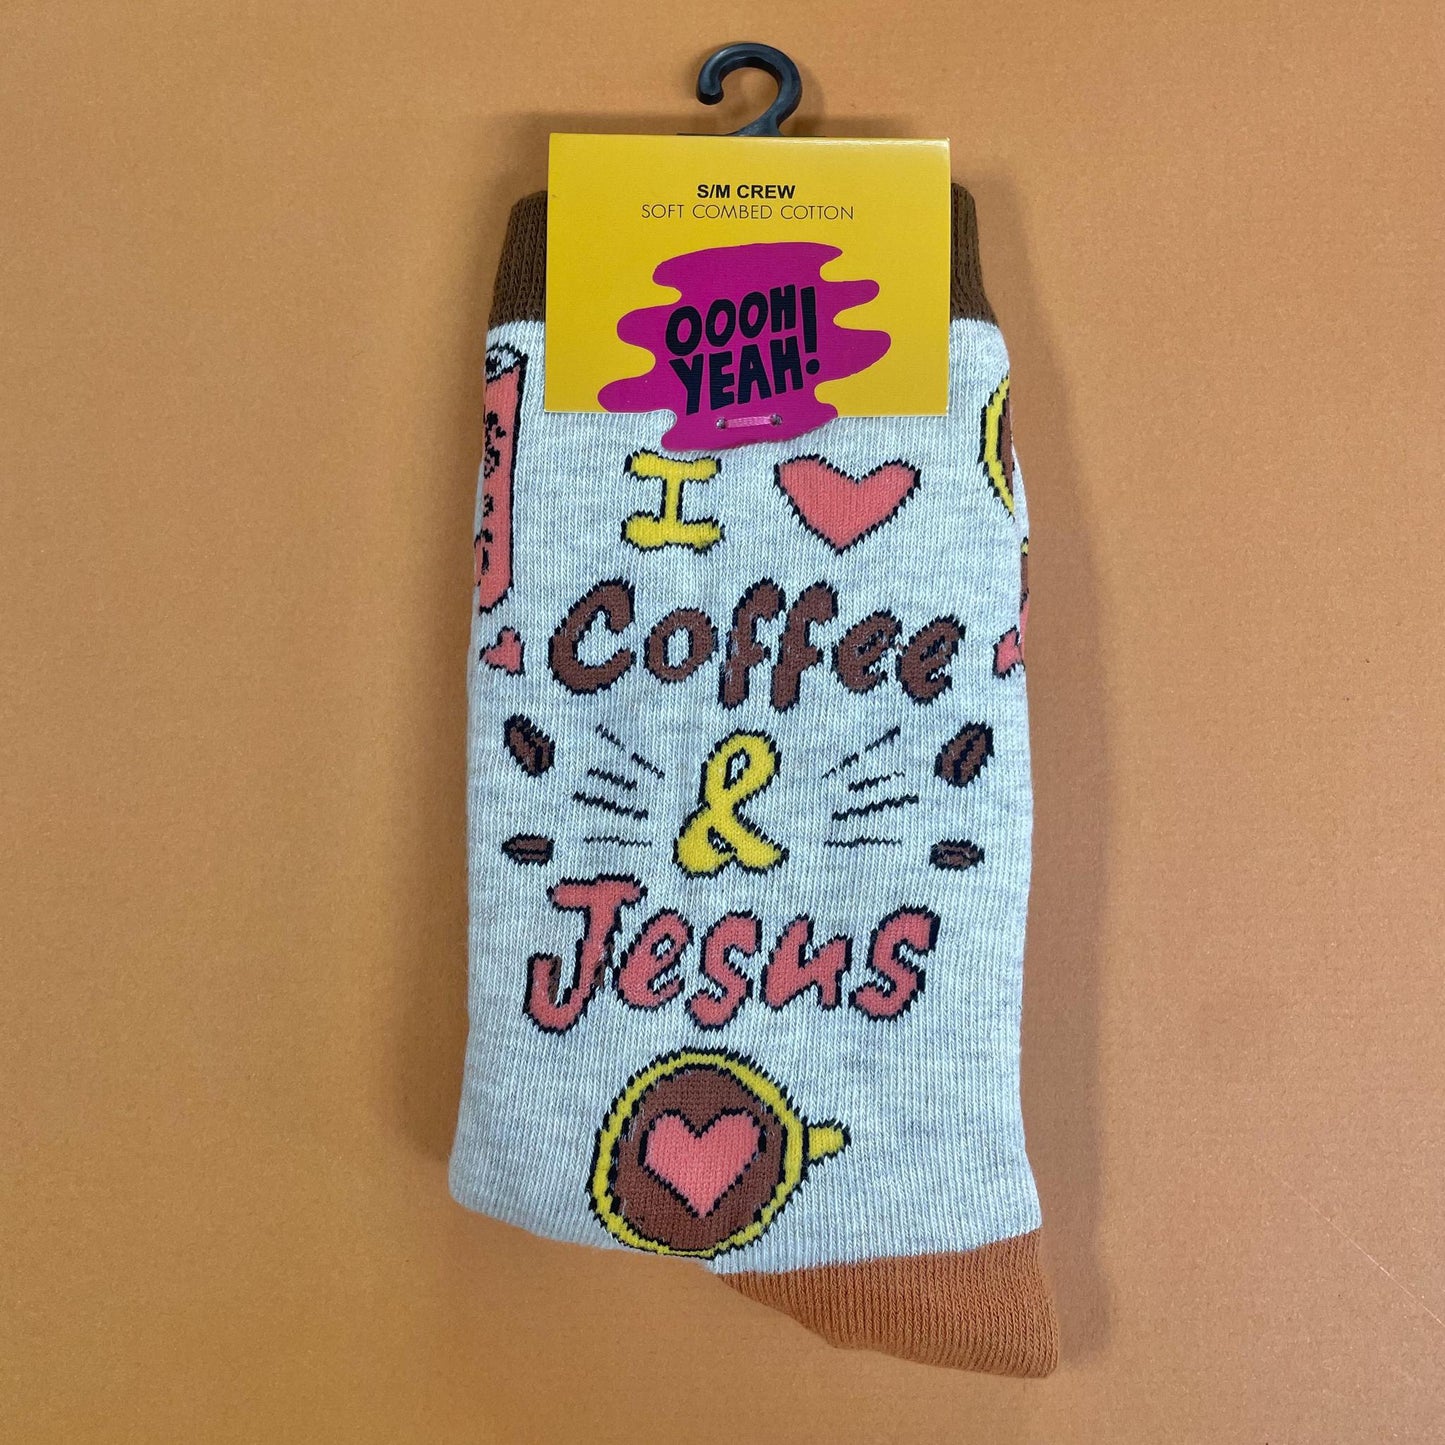 S/M CREW
SOFT COMBED COTTON
OOOH
YEAH!
I
Coffee
&
Jesus